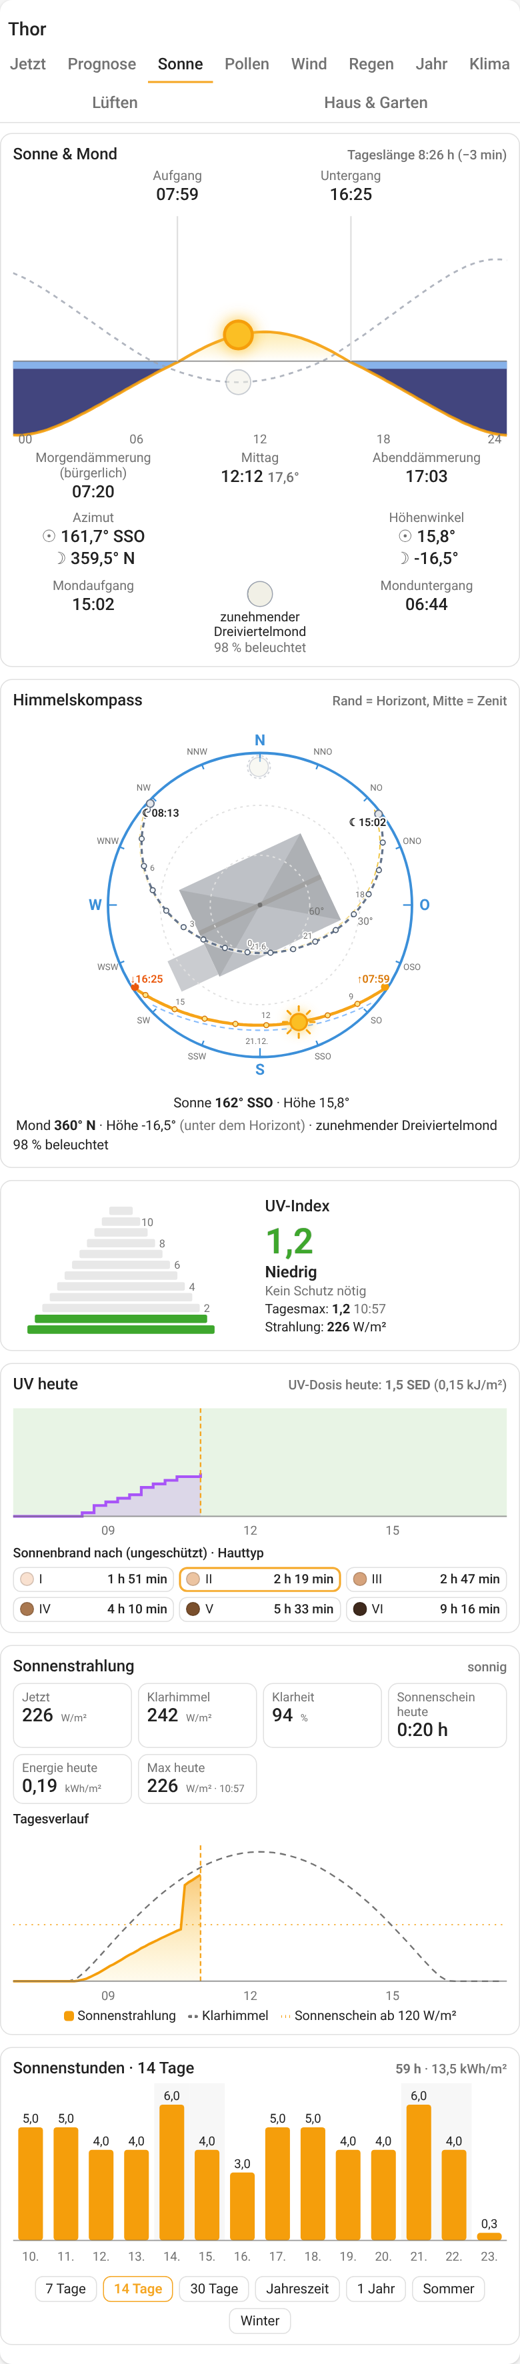 Thor
Jetzt Prognose Sonne Pollen Wind Regen Jahr Klima
Lüften Haus & Garten
Sonne & Mond Tageslänge 8:26 h (−3 min)
Aufgang Untergang
07:59 16:25
00 06 12 18 24
Morgendämmerung (bürgerlich) 07:20
Mittag 12:12 17,6°
Abenddämmerung 17:03
Azimut Höhenwinkel
☉ 161,7° SSO ☉ 15,8°
☽ 359,5° N ☽ -16,5°
Mondaufgang 15:02
Monduntergang 06:44
zunehmender
Dreiviertelmond
98 % beleuchtet
Himmelskompass Rand = Horizont, Mitte = Zenit
N
NNW NNO
NW NO
☾08:13 ☾15:02
WNW ONO
6
18
W O
60° 30°
3 0 21.6. 21
WSW OSO
↓16:25 ↑07:59
15 12 9
SW SO
21.12.
SSW SSO
S
Sonne 162° SSO · Höhe 15,8°
Mond 360° N · Höhe -16,5° (unter dem Horizont) · zunehmender Dreiviertelmond
98 % beleuchtet
10
8
6
4
2
UV-Index
1,2
Niedrig
Kein Schutz nötig
Tagesmax: 1,2 10:57
Strahlung: 226 W/m²
UV heute UV-Dosis heute: 1,5 SED (0,15 kJ/m²)
09 12 15
Sonnenbrand nach (ungeschützt) · Hauttyp
I 1 h 51 min II 2 h 19 min III 2 h 47 min
IV 4 h 10 min V 5 h 33 min VI 9 h 16 min
Sonnenstrahlung sonnig
Jetzt
226 W/m²
Klarhimmel
242 W/m²
Klarheit
94 %
Sonnenschein
heute
0:20 h
Energie heute
0,19 kWh/m²
Max heute
226 W/m² · 10:57
Tagesverlauf
09 12 15
Sonnenstrahlung Klarhimmel Sonnenschein ab 120 W/m²
Sonnenstunden · 14 Tage 59 h · 13,5 kWh/m²
5,0 5,0 4,0 4,0 6,0 4,0 3,0 5,0 5,0 4,0 4,0 6,0 4,0 0,3
10. 11. 12. 13. 14. 15. 16. 17. 18. 19. 20. 21. 22. 23.
7 Tage 14 Tage 30 Tage Jahreszeit 1 Jahr Sommer
Winter